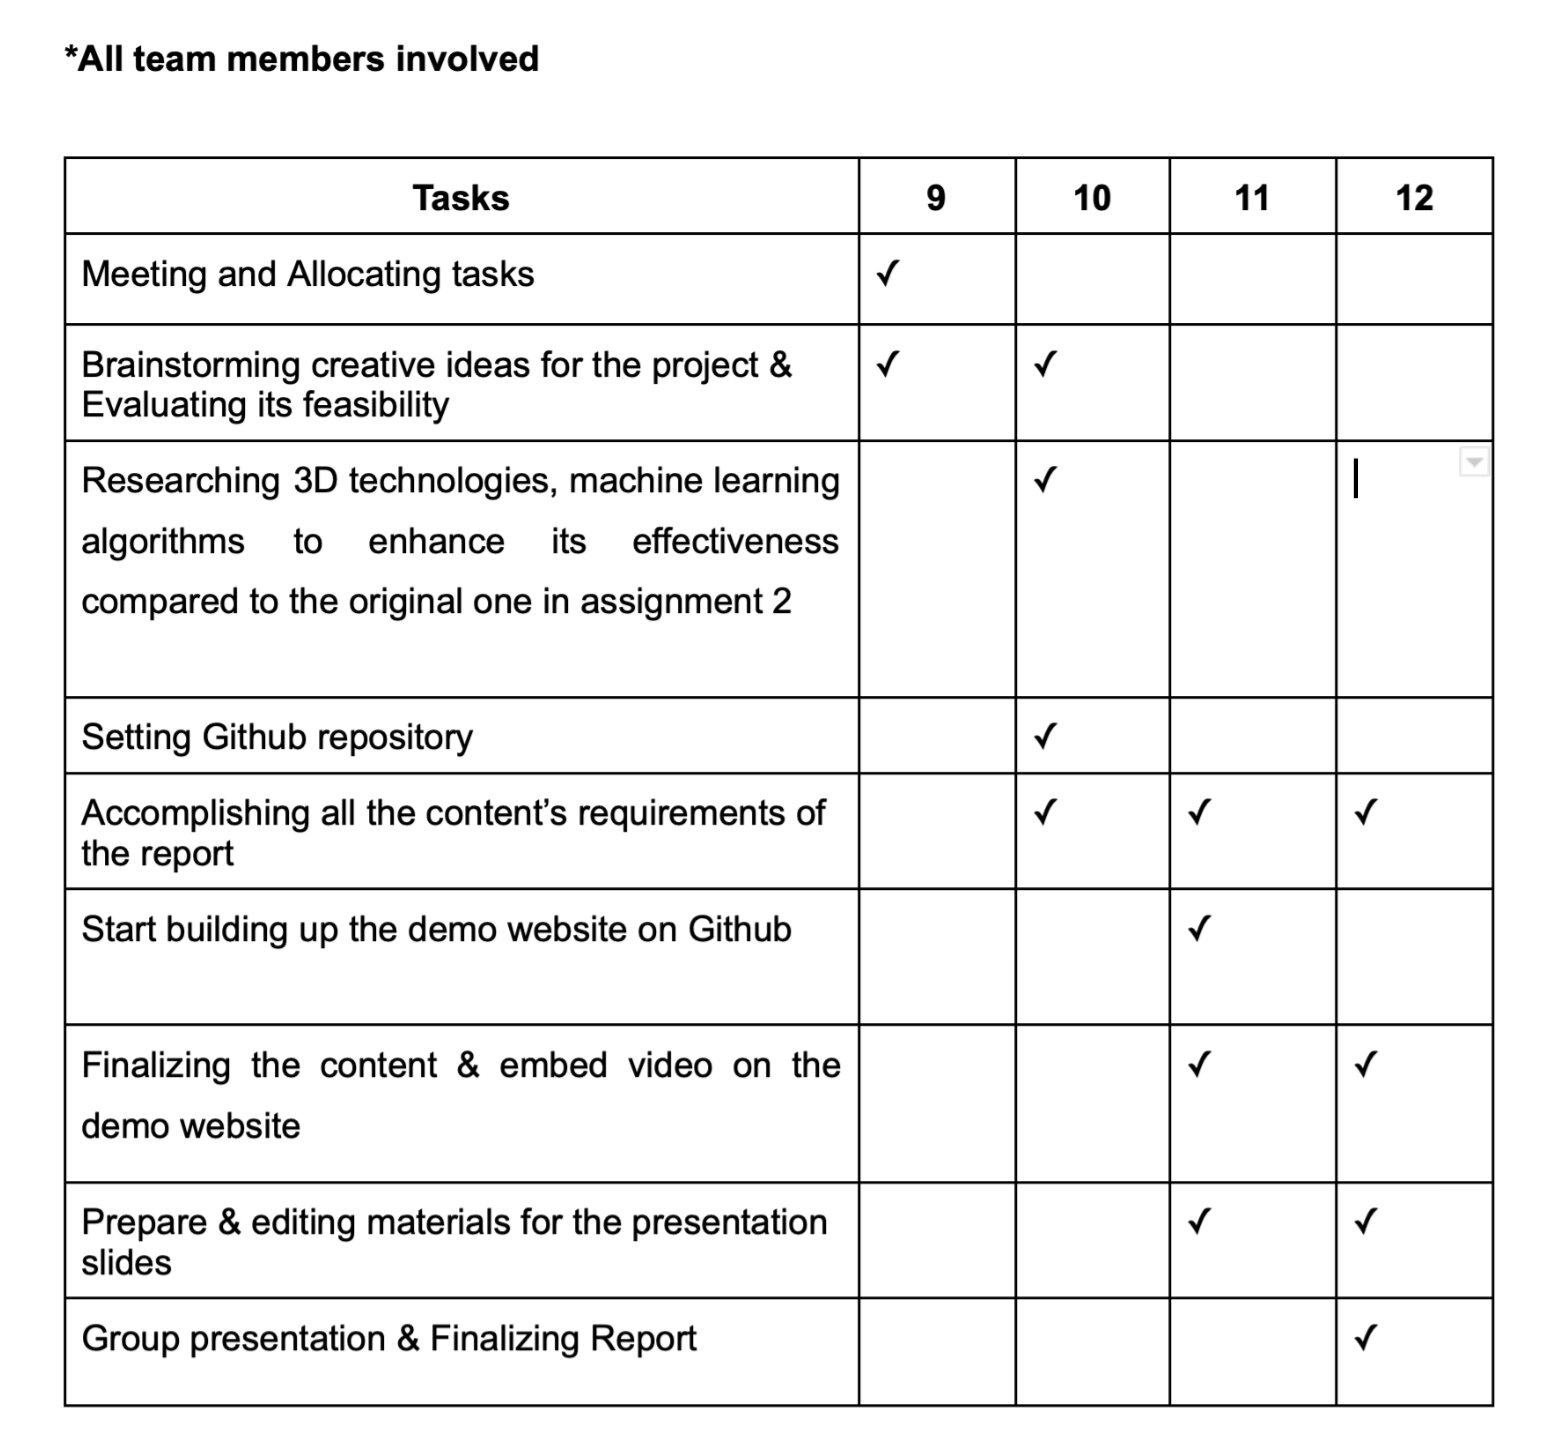 *All team members involved
Tasks 9 10 11 12
Meeting and Allocating tasks ✓
Brainstorming creative ideas for the project & ✓ ✓
Evaluating its feasibility
Researching 3D technologies, machine learning ✓
algorithms to enhance its effectiveness
compared to the original one in assignment 2
Setting Github repository ✓
Accomplishing all the content’s requirements of ✓ ✓ ✓
the report
Start building up the demo website on Github ✓
Finalizing the content & embed video on the ✓ ✓
demo website
Prepare & editing materials for the presentation ✓ ✓
slides
Group presentation & Finalizing Report ✓